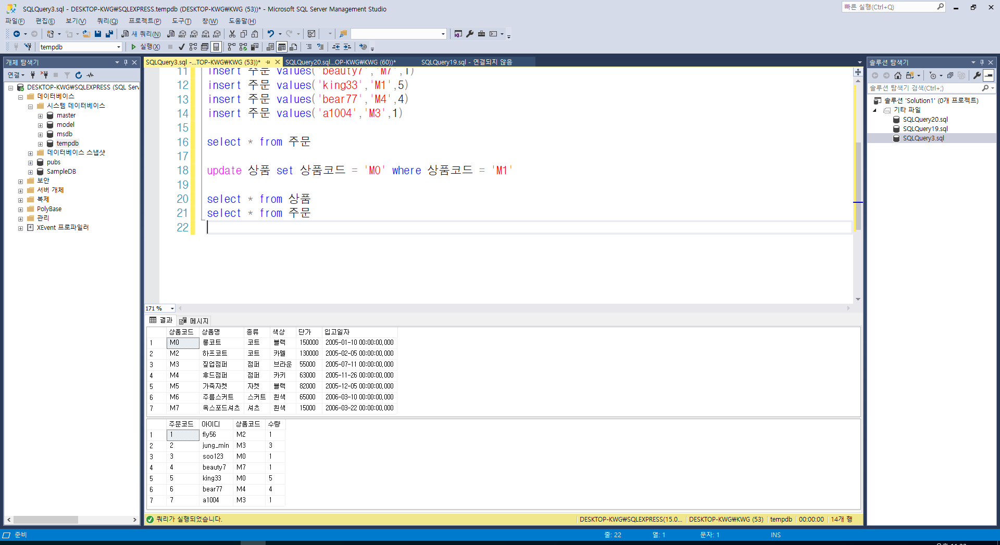 SQLQuery3.sql - DESKTOP-KWG₩SQLEXPRESS.tempdb (DESKTOP-KWG₩KWG (53))* - Microsoft SQL Server Management Studio
빠른 실행(Ctrl+Q)
파일(F) 편집(E) 보기(V) 쿼리(Q) 프로젝트(P) 도구(T) 창(W) 도움말(H)
새 쿼리(N) MDX DMX XMLA DAX
tempdb 실행(X)
개체 탐색기
연결
DESKTOP-KWG₩SQLEXPRESS (SQL Serv
데이터베이스
시스템 데이터베이스
master
model
msdb
tempdb
데이터베이스 스냅샷
pubs
SampleDB
보안
서버 개체
복제
PolyBase
관리
XEvent 프로파일러
SQLQuery3.sql -...TOP-KWG₩KWG (53))* SQLQuery20.sql...OP-KWG₩KWG (60))* SQLQuery19.sql - 연결되지 않음
11 insert 주문 values('beauty7','M7',1)
12 insert 주문 values('king33','M1',5)
13 insert 주문 values('bear77','M4',4)
14 insert 주문 values('a1004','M3',1)
15
16 select * from 주문
17
18 update 상품 set 상품코드 = 'M0' where 상품코드 = 'M1'
19
20 select * from 상품
21 select * from 주문
22
171 %
결과 메시지
상품코드 상품명 종류 색상 단가 입고일자
1 M0 롱코트 코트 블랙 150000 2005-01-10 00:00:00,000
2 M2 하프코트 코트 카멜 130000 2005-02-05 00:00:00,000
3 M3 짚업점퍼 점퍼 브라운 55000 2005-07-11 00:00:00,000
4 M4 후드점퍼 점퍼 카키 63000 2005-11-26 00:00:00,000
5 M5 가죽자켓 자켓 블랙 82000 2005-12-05 00:00:00,000
6 M6 주름스커트 스커트 흰색 65000 2006-03-10 00:00:00,000
7 M7 옥스포드셔츠 셔츠 흰색 15000 2006-03-22 00:00:00,000
주문코드 아이디 상품코드 수량
1 1 fly56 M2 1
2 2 jung_min M3 3
3 3 soo123 M0 1
4 4 beauty7 M7 1
5 5 king33 M0 5
6 6 bear77 M4 4
7 7 a1004 M3 1
쿼리가 실행되었습니다. DESKTOP-KWG₩SQLEXPRESS(15.0... DESKTOP-KWG₩KWG (53) tempdb 00:00:00 14개 행
솔루션 탐색기
솔루션 탐색기 검색(Ctrl+;)
솔루션 'Solution1' (0개 프로젝트)
기타 파일
SQLQuery20.sql
SQLQuery19.sql
SQLQuery3.sql
준비 줄: 22 열: 1 문자: 1 INS